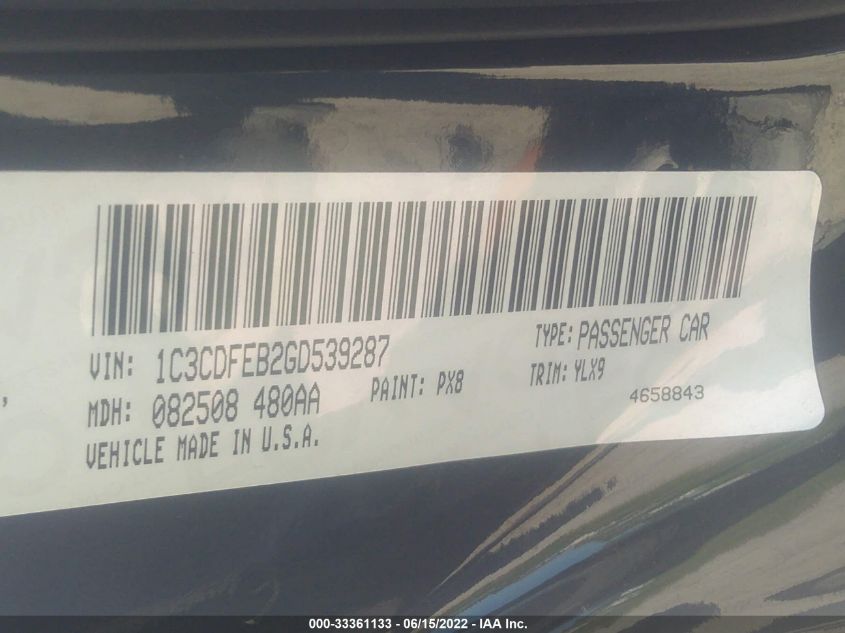 VIN: 1C3CDFEB2GD539287
TYPE: PASSENGER CAR
MDH: 082508 480AA
PAINT: PX8
TRIM: YLX9
VEHICLE MADE IN U.S.A.
4658843
,
000-33361133 - 06/15/2022 - IAA Inc.